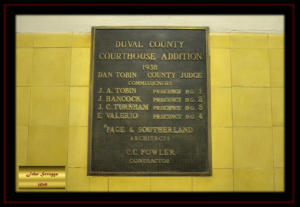 DUVAL COUNTY
COURTHOUSE ADDITION
1938
DAN TOBIN COUNTY JUDGE
COMMISSIONERS
J. A. TOBIN PRECINCT NO. 1
J. HANCOCK PRECINCT NO. 2
J. C. TURNHAM PRECINCT NO. 3
E. VALERIO PRECINCT NO. 4
PAGE & SOUTHERLAND
ARCHITECTS
C. C. FOWLER
CONTRACTOR